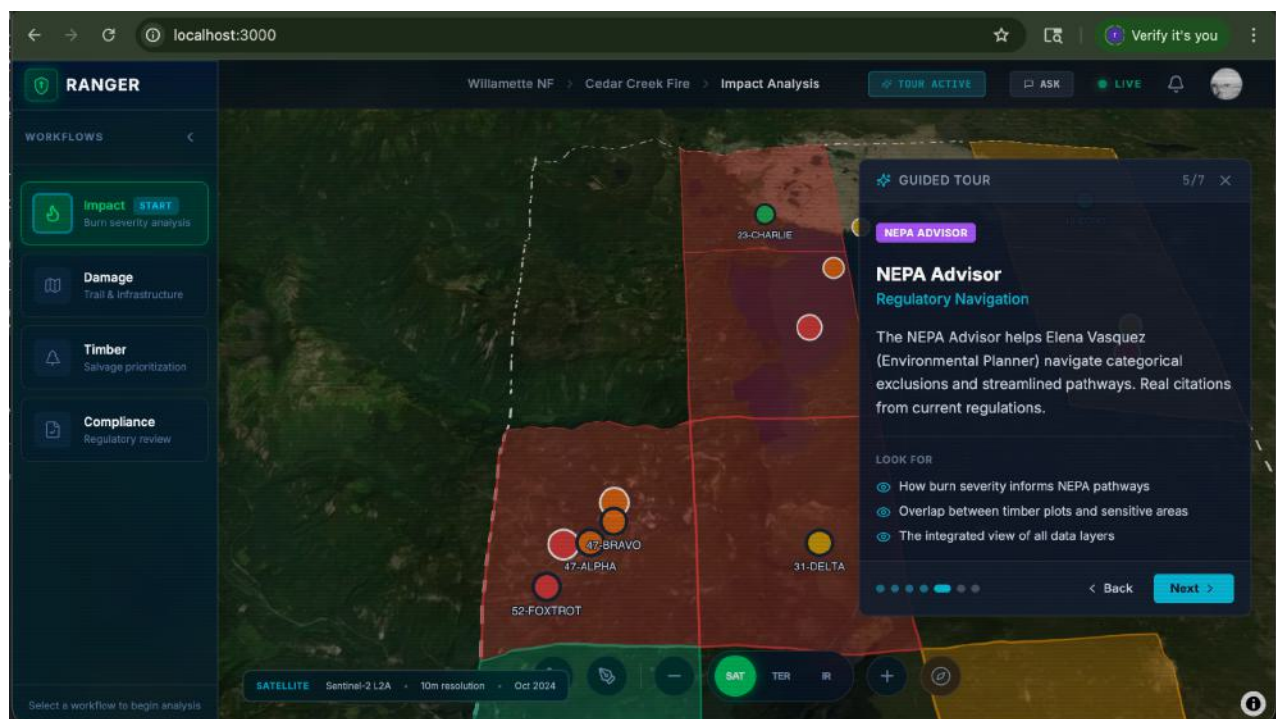 localhost:3000
Verify it's you
RANGER
Willamette NF > Cedar Creek Fire > Impact Analysis
TOUR ACTIVE
ASK
LIVE
WORKFLOWS
Impact START
Burn severity analysis
Damage
Trail & Infrastructure
Timber
Salvage prioritization
Compliance
Regulatory review
Select a workflow to begin analysis
23-CHARLIE
47-BRAVO
47-ALPHA
52-FOXTROT
31-DELTA
GUIDED TOUR 5/7
NEPA ADVISOR
NEPA Advisor
Regulatory Navigation
The NEPA Advisor helps Elena Vasquez
(Environmental Planner) navigate categorical
exclusions and streamlined pathways. Real citations
from current regulations.
LOOK FOR
How burn severity informs NEPA pathways
Overlap between timber plots and sensitive areas
The integrated view of all data layers
< Back
Next >
SATELLITE Sentinel-2 L2A • 10m resolution • Oct 2024
SAT TER IR